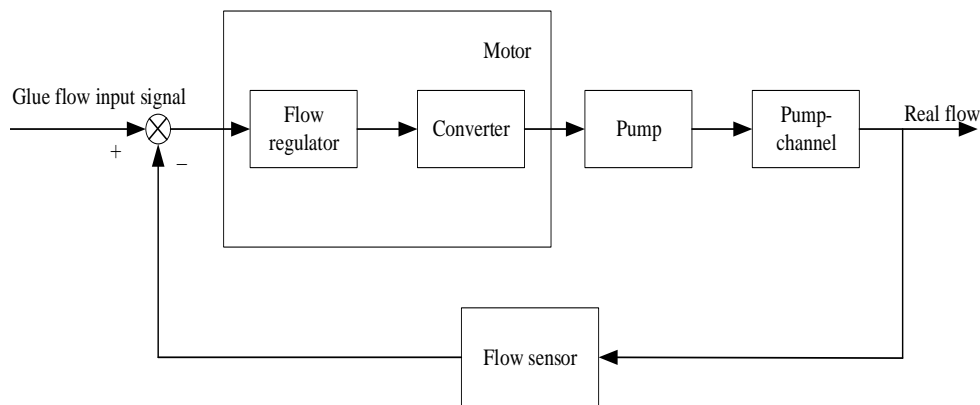 Motor
Glue flow input signal
+
−
Flow
regulator
Converter
Pump
Pump-
channel
Real flow
Flow sensor